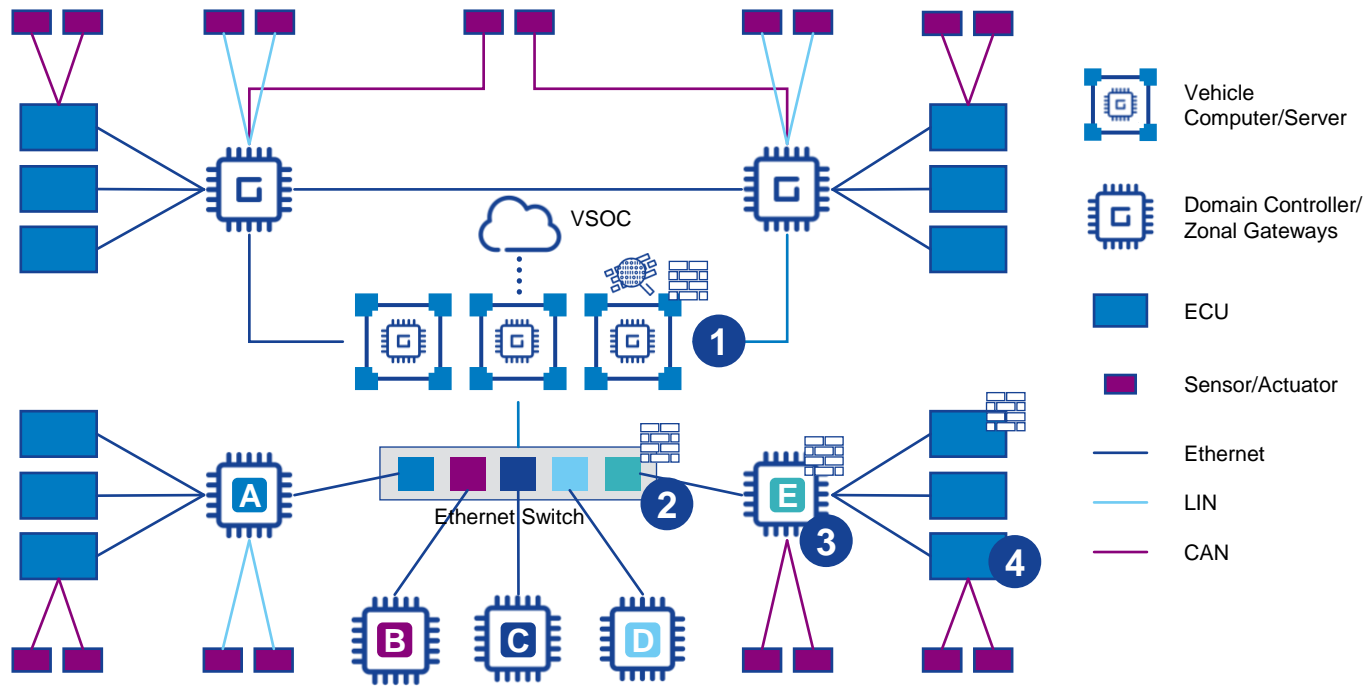 VSOC
1
Ethernet Switch
2
A
B
C
D
E
3
4
Vehicle
Computer/Server
Domain Controller/
Zonal Gateways
ECU
Sensor/Actuator
Ethernet
LIN
CAN